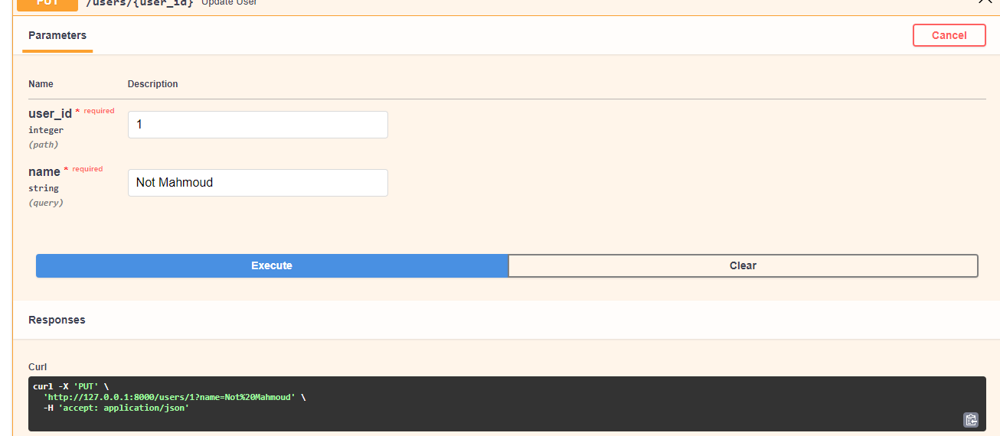 PUT /users/{user_id} Update User
Parameters
Cancel
Name Description
user_id * required
integer
(path)
1
name * required
string
(query)
Not Mahmoud
Execute Clear
Responses
Curl
curl -X 'PUT' \
'http://127.0.0.1:8000/users/1?name=Not%20Mahmoud' \
-H 'accept: application/json'